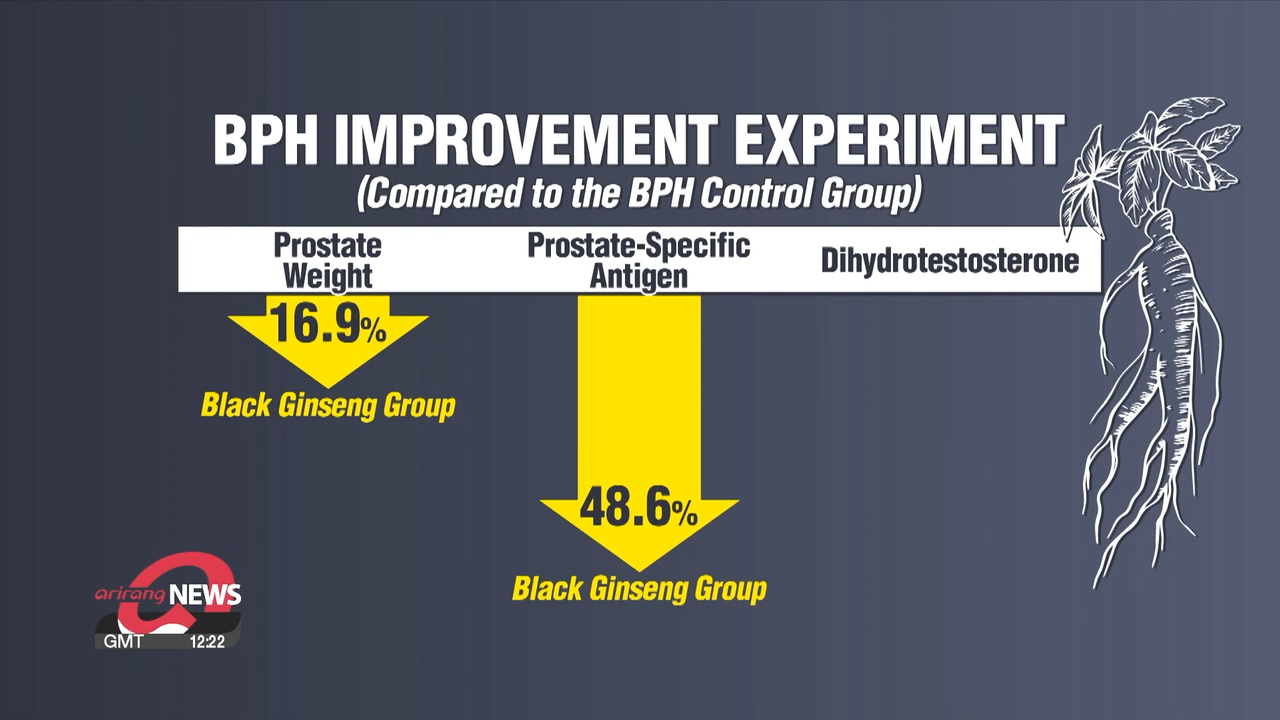 BPH IMPROVEMENT EXPERIMENT
(Compared to the BPH Control Group)
Prostate
Weight
Prostate-Specific
Antigen
Dihydrotestosterone
16.9%
Black Ginseng Group
48.6%
Black Ginseng Group
arirang NEWS
GMT 12:22